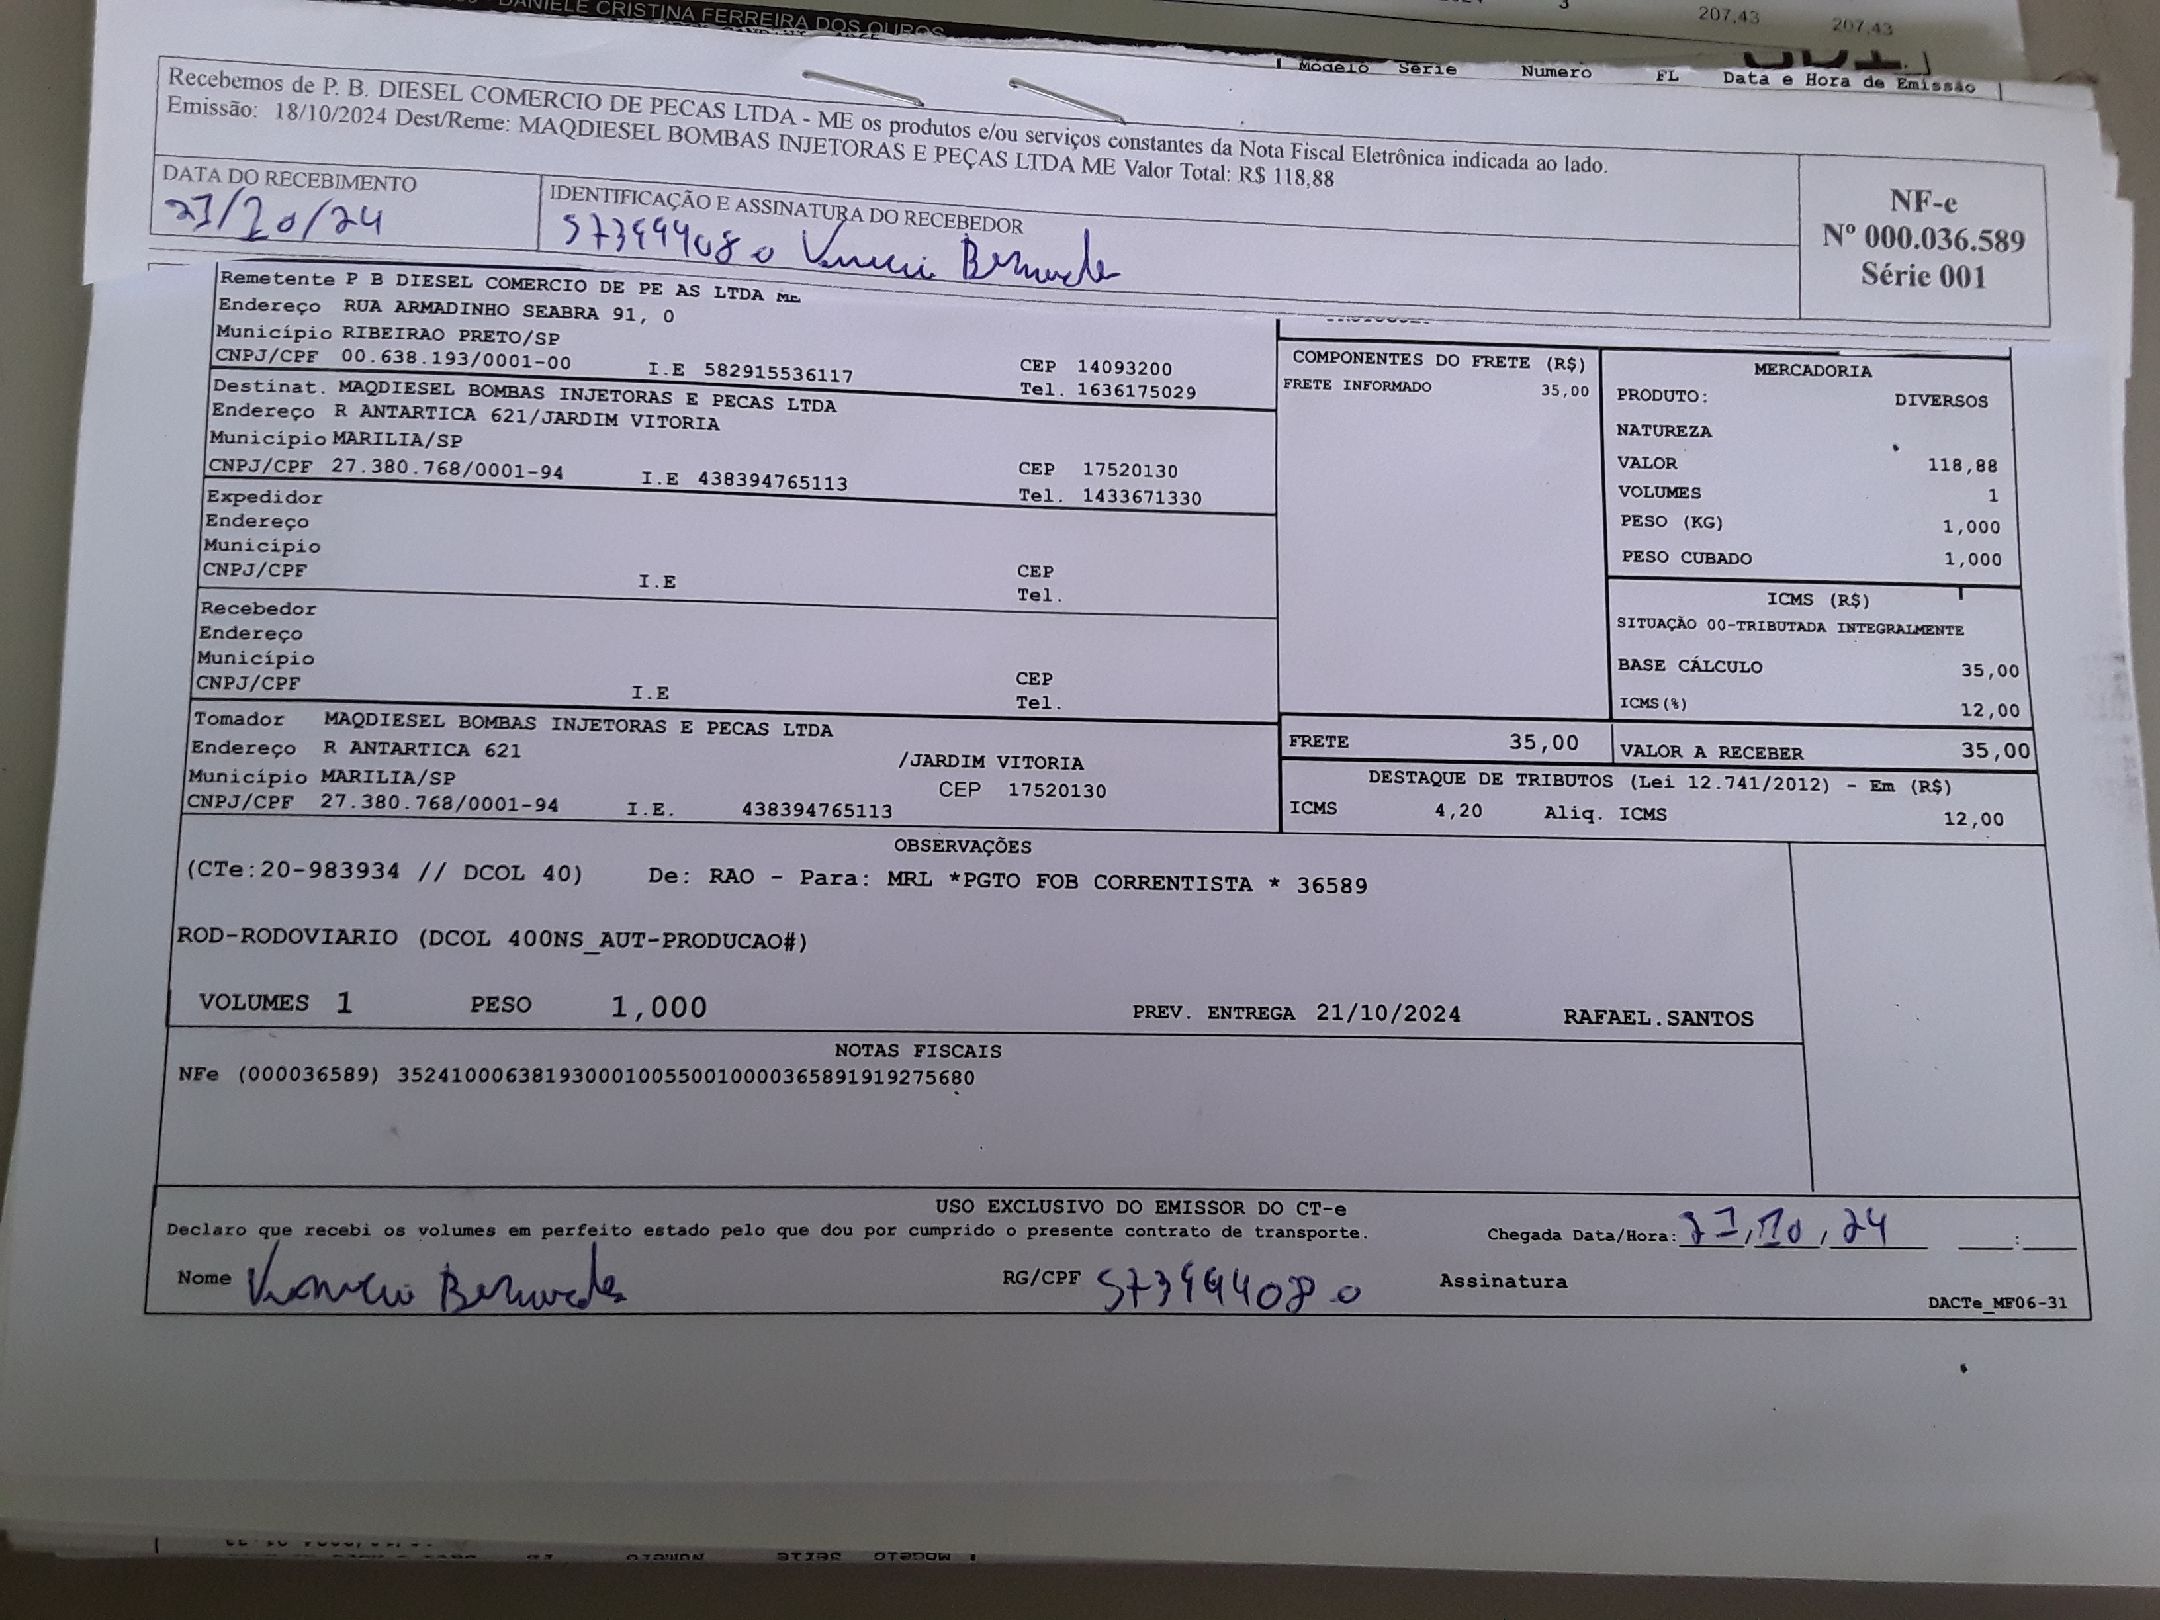 DANIELE CRISTINA FERREIRA DOS OUROS
3 207,43 207,43
Modelo Série Numero FL Data e Hora de Emissão
Recebemos de P. B. DIESEL COMERCIO DE PECAS LTDA - ME os produtos e/ou serviços constantes da Nota Fiscal Eletrônica indicada ao lado.
Emissão: 18/10/2024 Dest/Reme: MAQDIESEL BOMBAS INJETORAS E PEÇAS LTDA ME Valor Total: R$ 118,88
DATA DO RECEBIMENTO
21/10/24
IDENTIFICAÇÃO E ASSINATURA DO RECEBEDOR
NF-e
Nº 000.036.589
Série 001
Remetente P B DIESEL COMERCIO DE PE AS LTDA ME
Endereço RUA ARMADINHO SEABRA 91, 0
Município RIBEIRAO PRETO/SP
CNPJ/CPF 00.638.193/0001-00 I.E 582915536117 CEP 14093200
Tel. 1636175029
Destinat. MAQDIESEL BOMBAS INJETORAS E PECAS LTDA
Endereço R ANTARTICA 621/JARDIM VITORIA
Município MARILIA/SP
CNPJ/CPF 27.380.768/0001-94 I.E 438394765113 CEP 17520130
Tel. 1433671330
Expedidor
Endereço
Município
CNPJ/CPF I.E CEP
Tel.
Recebedor
Endereço
Município
CNPJ/CPF I.E CEP
Tel.
Tomador MAQDIESEL BOMBAS INJETORAS E PECAS LTDA
Endereço R ANTARTICA 621 /JARDIM VITORIA
Município MARILIA/SP CEP 17520130
CNPJ/CPF 27.380.768/0001-94 I.E. 438394765113
COMPONENTES DO FRETE (R$)
FRETE INFORMADO 35,00
MERCADORIA
PRODUTO: DIVERSOS
NATUREZA
VALOR 118,88
VOLUMES 1
PESO (KG) 1,000
PESO CUBADO 1,000
ICMS (R$)
SITUAÇÃO 00-TRIBUTADA INTEGRALMENTE
BASE CÁLCULO 35,00
ICMS(%) 12,00
FRETE 35,00 VALOR A RECEBER 35,00
DESTAQUE DE TRIBUTOS (Lei 12.741/2012) - Em (R$)
ICMS 4,20 Aliq. ICMS 12,00
OBSERVAÇÕES
(CTe:20-983934 // DCOL 40) De: RAO - Para: MRL *PGTO FOB CORRENTISTA * 36589
ROD-RODOVIARIO (DCOL 400NS_AUT-PRODUCAO#)
VOLUMES 1 PESO 1,000 PREV. ENTREGA 21/10/2024 RAFAEL.SANTOS
NOTAS FISCAIS
NFe (000036589) 35241000638193000100550010000365891919275680
USO EXCLUSIVO DO EMISSOR DO CT-e
Declaro que recebi os volumes em perfeito estado pelo que dou por cumprido o presente contrato de transporte. Chegada Data/Hora: 21,10,24 :
Nome RG/CPF Assinatura
DACTe_MF06-31
Modelo Serie Numero